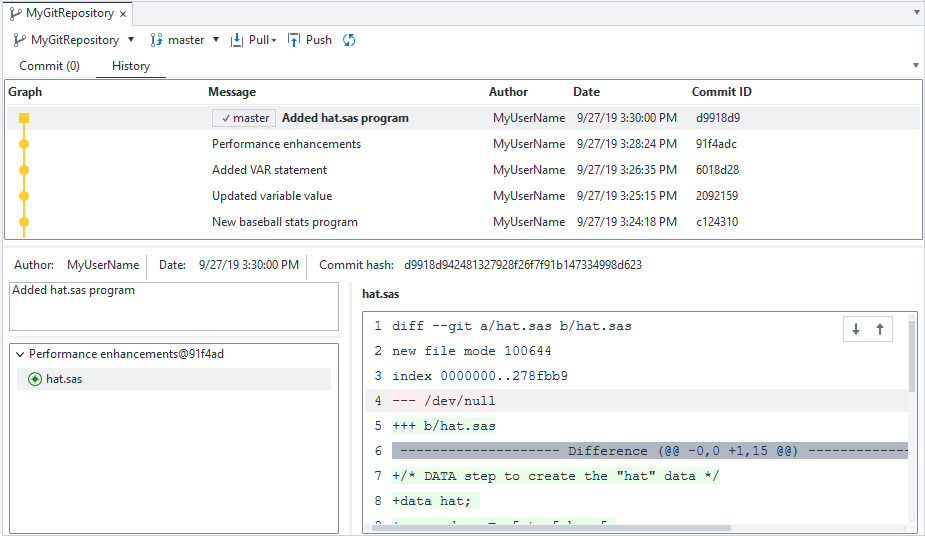 MyGitRepository ×
MyGitRepository master Pull Push
Commit (0) History
Graph Message Author Date Commit ID
✓ master Added hat.sas program MyUserName 9/27/19 3:30:00 PM d9918d9
Performance enhancements MyUserName 9/27/19 3:28:24 PM 91f4adc
Added VAR statement MyUserName 9/27/19 3:26:35 PM 6018d28
Updated variable value MyUserName 9/27/19 3:25:15 PM 2092159
New baseball stats program MyUserName 9/27/19 3:24:18 PM c124310
Author: MyUserName Date: 9/27/19 3:30:00 PM Commit hash: d9918d942481327928f26f7f91b147334998d623
Added hat.sas program
Performance enhancements@91f4ad
hat.sas
hat.sas
1 diff --git a/hat.sas b/hat.sas
2 new file mode 100644
3 index 0000000..278fbb9
4 --- /dev/null
5 +++ b/hat.sas
6 -------------------- Difference (@@ -0,0 +1,15 @@) -------------
7 +/* DATA step to create the "hat" data */
8 +data hat;